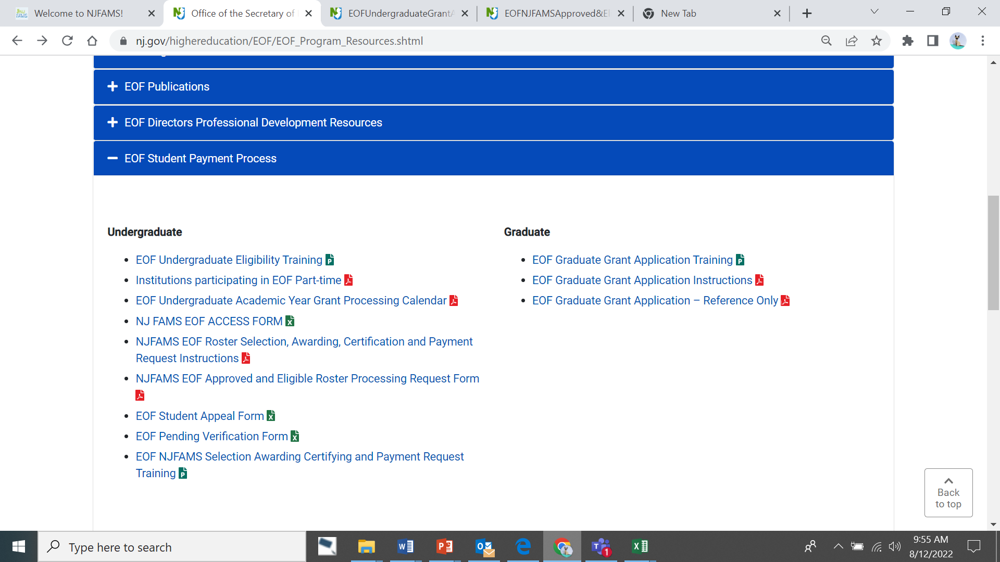 Welcome to NJFAMS!
Office of the Secretary of
EOFUndergraduateGrantA
EOFNJFAMSApproved&El
New Tab
nj.gov/highereducation/EOF/EOF_Program_Resources.shtml
EOF Publications
EOF Directors Professional Development Resources
EOF Student Payment Process
Undergraduate
EOF Undergraduate Eligibility Training
Institutions participating in EOF Part-time
EOF Undergraduate Academic Year Grant Processing Calendar
NJ FAMS EOF ACCESS FORM
NJFAMS EOF Roster Selection, Awarding, Certification and Payment
Request Instructions
NJFAMS EOF Approved and Eligible Roster Processing Request Form
EOF Student Appeal Form
EOF Pending Verification Form
EOF NJFAMS Selection Awarding Certifying and Payment Request
Training
Graduate
EOF Graduate Grant Application Training
EOF Graduate Grant Application Instructions
EOF Graduate Grant Application – Reference Only
Back
to top
Type here to search
1
9:55 AM
8/12/2022